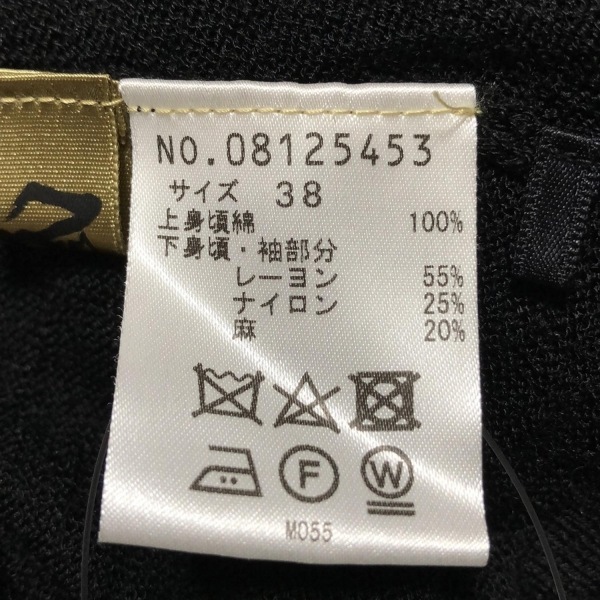 NO.08125453
サイズ 38
上身頃綿 100%
下身頃・袖部分
レーヨン 55%
ナイロン 25%
麻 20%
F W
M055